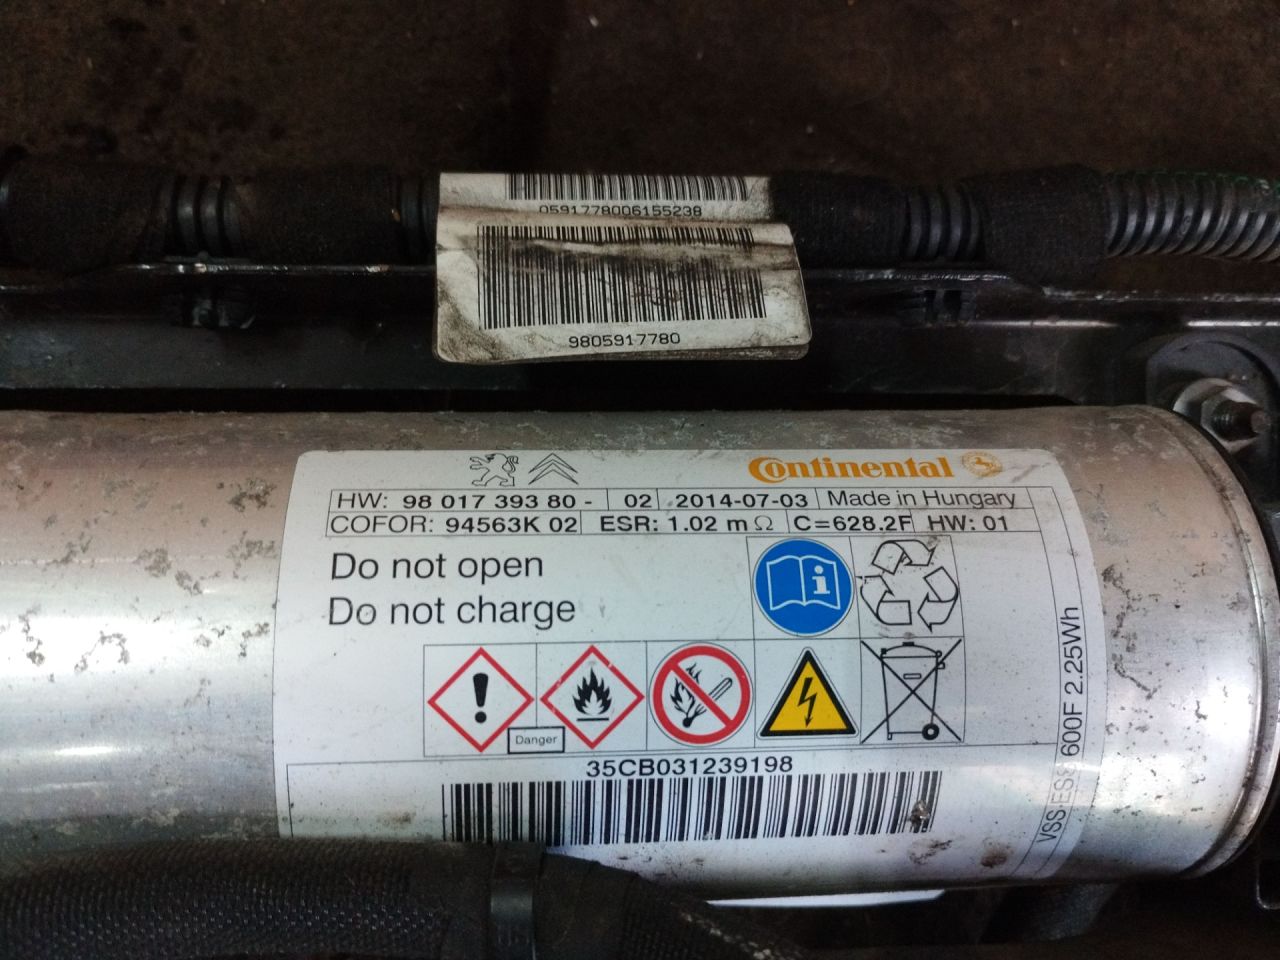 0591778006155238
9805917780
Continental
HW: 98 017 393 80 - 02 2014-07-03 Made in Hungary
COFOR: 94563K 02 ESR: 1.02 mΩ C=628.2F HW: 01
Do not open
Do not charge
Danger
35CB031239198
600F 2.25Wh